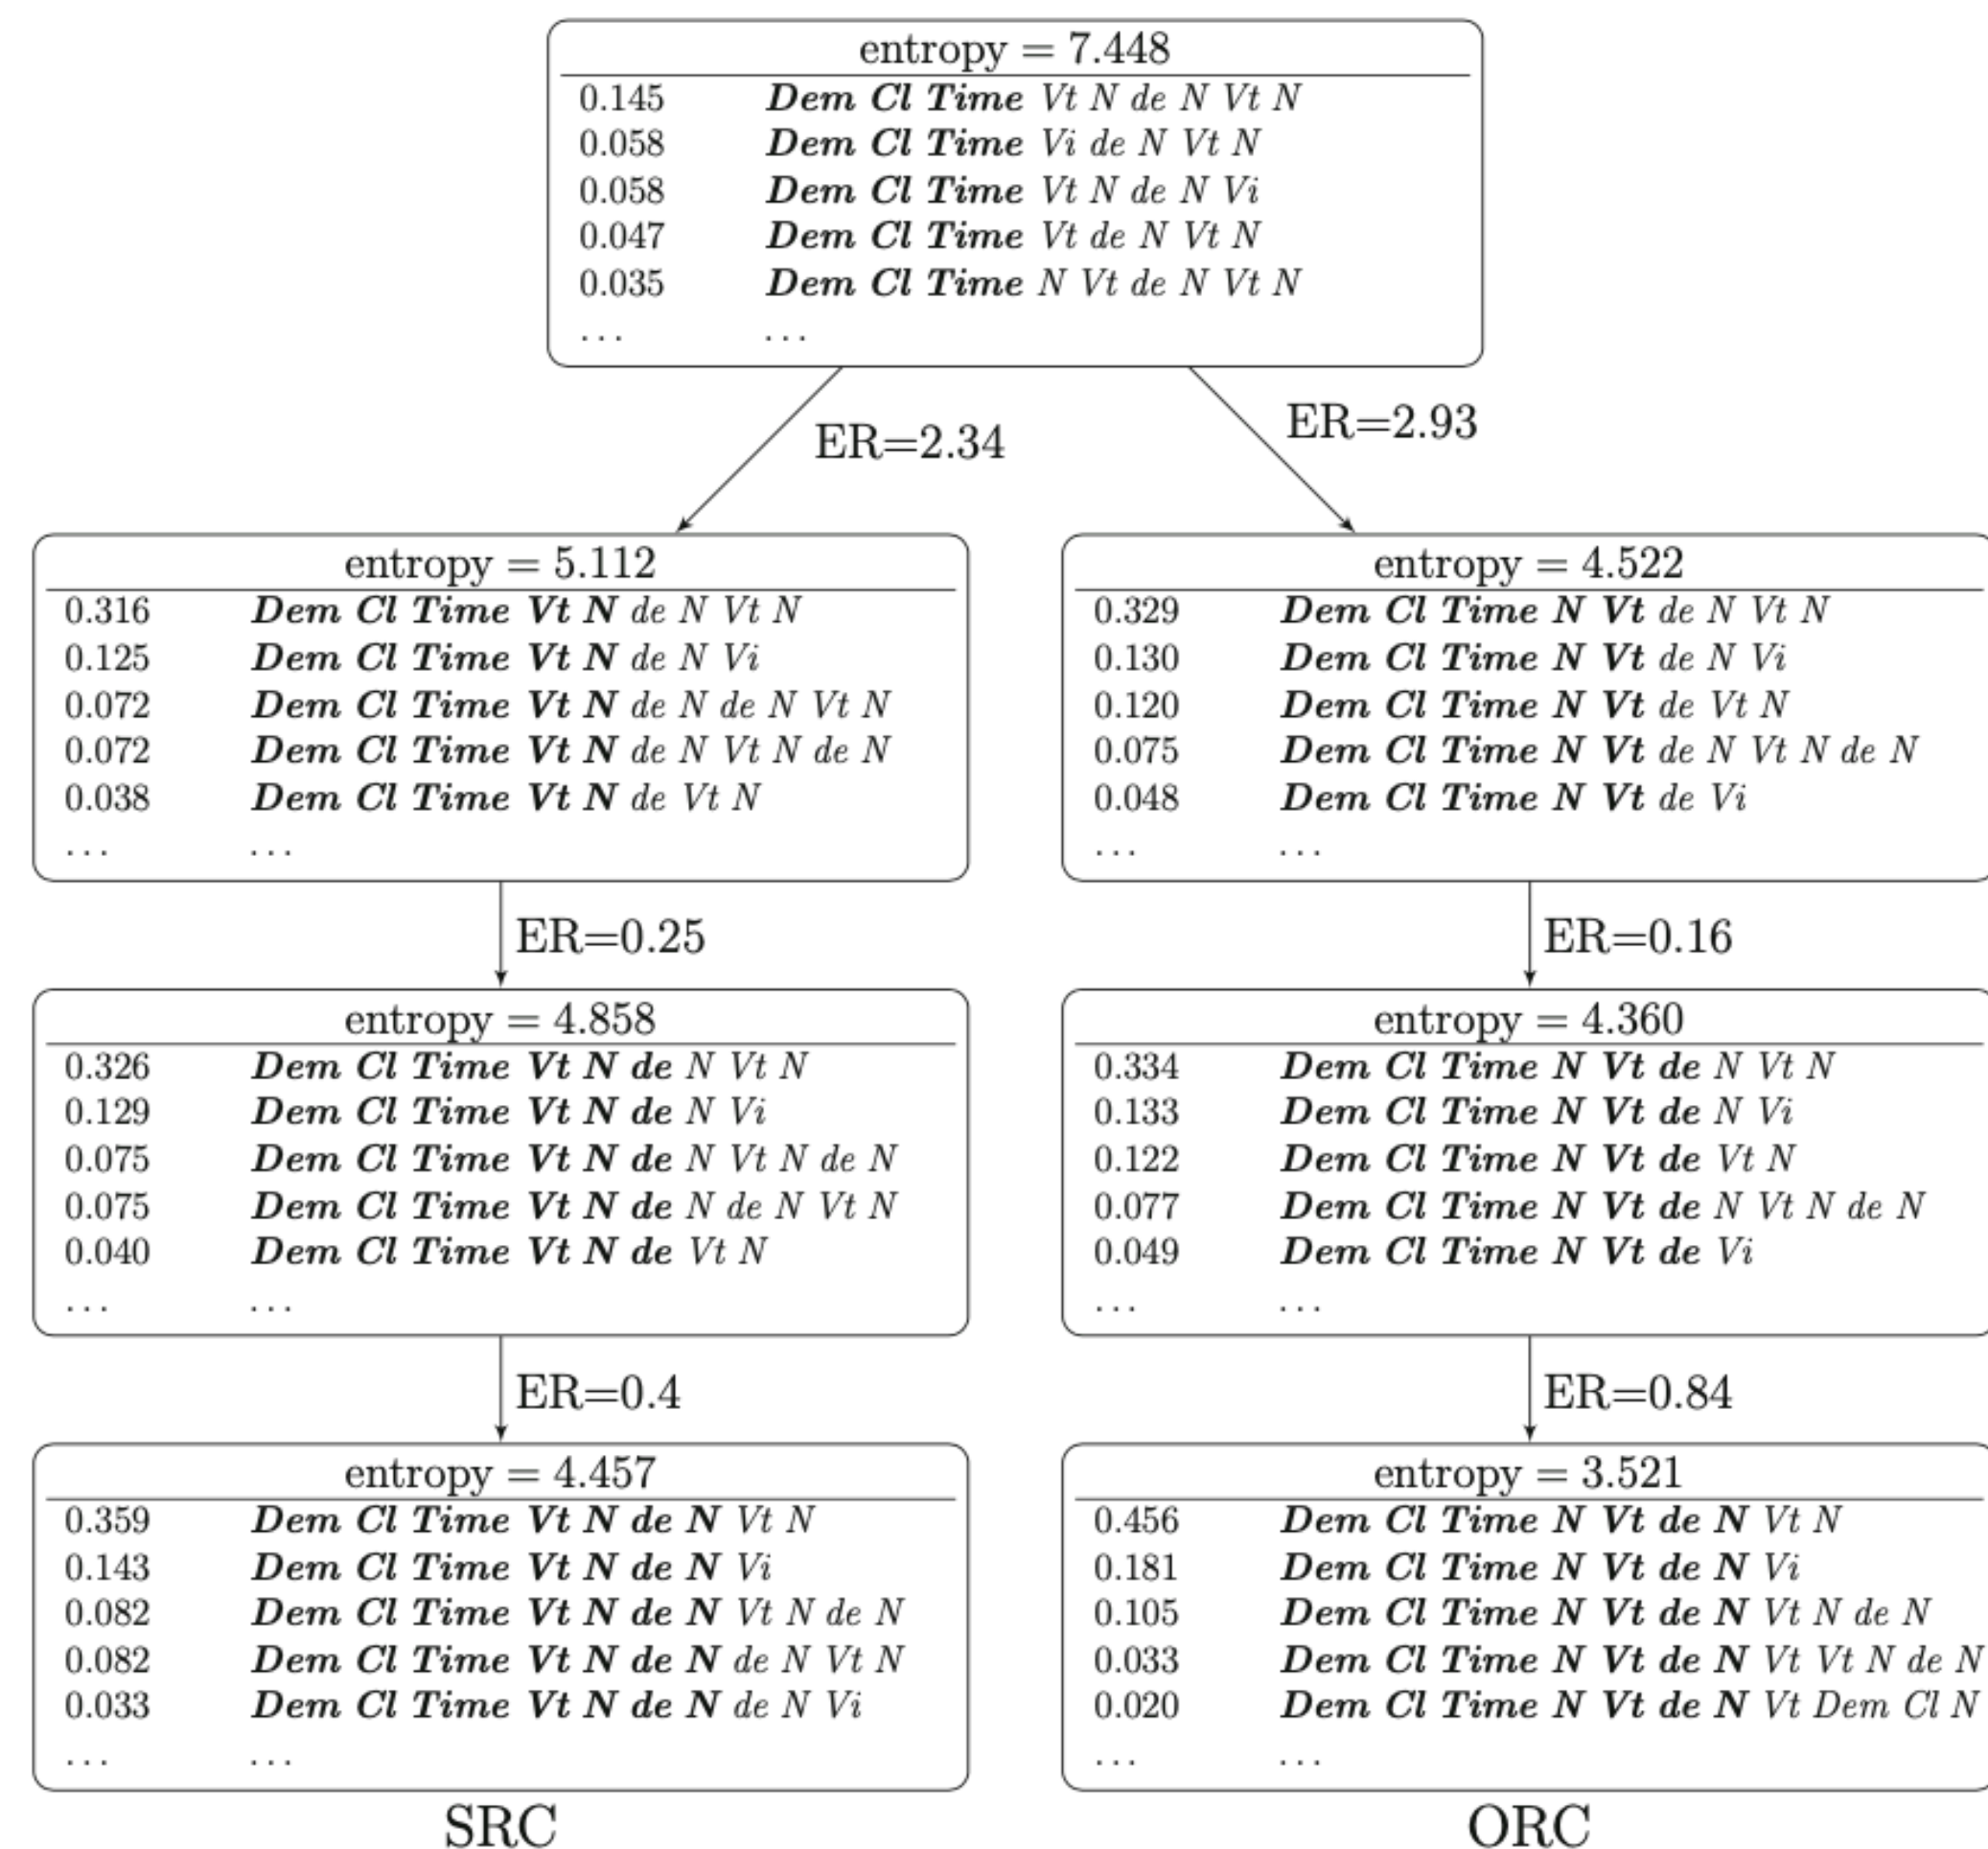 entropy = 7.448
0.145 Dem Cl Time Vt N de N Vt N
0.058 Dem Cl Time Vi de N Vt N
0.058 Dem Cl Time Vt N de N Vi
0.047 Dem Cl Time Vt de N Vt N
0.035 Dem Cl Time N Vt de N Vt N
... ...
ER=2.34
ER=2.93
entropy = 5.112
0.316 Dem Cl Time Vt N de N Vt N
0.125 Dem Cl Time Vt N de N Vi
0.072 Dem Cl Time Vt N de N de N Vt N
0.072 Dem Cl Time Vt N de N Vt N de N
0.038 Dem Cl Time Vt N de Vt N
... ...
entropy = 4.522
0.329 Dem Cl Time N Vt de N Vt N
0.130 Dem Cl Time N Vt de N Vi
0.120 Dem Cl Time N Vt de Vt N
0.075 Dem Cl Time N Vt de N Vt N de N
0.048 Dem Cl Time N Vt de Vi
... ...
ER=0.25
ER=0.16
entropy = 4.858
0.326 Dem Cl Time Vt N de N Vt N
0.129 Dem Cl Time Vt N de N Vi
0.075 Dem Cl Time Vt N de N Vt N de N
0.075 Dem Cl Time Vt N de N de N Vt N
0.040 Dem Cl Time Vt N de Vt N
... ...
entropy = 4.360
0.334 Dem Cl Time N Vt de N Vt N
0.133 Dem Cl Time N Vt de N Vi
0.122 Dem Cl Time N Vt de Vt N
0.077 Dem Cl Time N Vt de N Vt N de N
0.049 Dem Cl Time N Vt de Vi
... ...
ER=0.4
ER=0.84
entropy = 4.457
0.359 Dem Cl Time Vt N de N Vt N
0.143 Dem Cl Time Vt N de N Vi
0.082 Dem Cl Time Vt N de N Vt N de N
0.082 Dem Cl Time Vt N de N de N Vt N
0.033 Dem Cl Time Vt N de N de N Vi
... ...
entropy = 3.521
0.456 Dem Cl Time N Vt de N Vt N
0.181 Dem Cl Time N Vt de N Vi
0.105 Dem Cl Time N Vt de N Vt N de N
0.033 Dem Cl Time N Vt de N Vt Vt N de N
0.020 Dem Cl Time N Vt de N Vt Dem Cl N
... ...
SRC
ORC